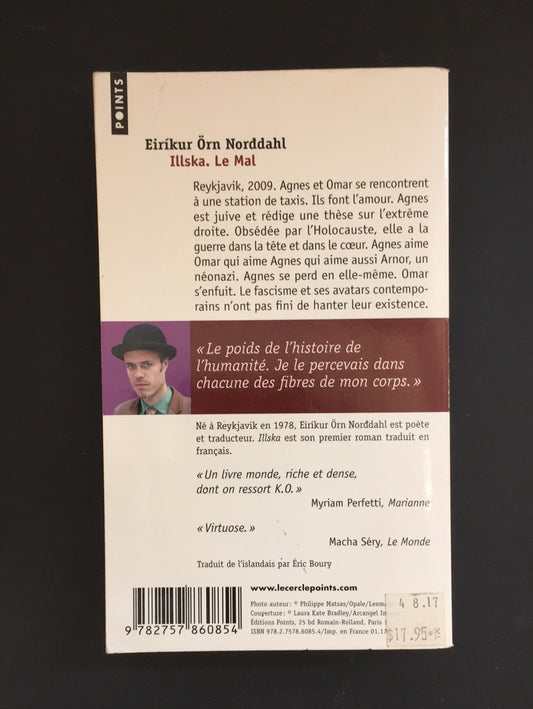 POINTS
Eiríkur Örn Norđdahl
Illska. Le Mal
Reykjavik, 2009. Agnes et Omar se rencontrent
à une station de taxis. Ils font l’amour. Agnes
est juive et rédige une thèse sur l’extrême
droite. Obsédée par l’Holocauste, elle a la
guerre dans la tête et dans le cœur. Agnes aime
Omar qui aime Agnes qui aime aussi Arnor, un
néonazi. Agnes se perd en elle-même. Omar
s’enfuit. Le fascisme et ses avatars contempo-
rains n’ont pas fini de hanter leur existence.
« Le poids de l’histoire de
l’humanité. Je le percevais dans
chacune des fibres de mon corps. »
Né à Reykjavik en 1978, Eiríkur Örn Norđdahl est poète
et traducteur. Illska est son premier roman traduit en
français.
« Un livre monde, riche et dense,
dont on ressort K.O. »
Myriam Perfetti, Marianne
« Virtuose. »
Macha Séry, Le Monde
Traduit de l’islandais par Éric Boury
www.lecerclepoints.com
Photo auteur : © Philippe Matsas/Opale/Leema
Couverture : © Laura Kate Bradley/Arcangel Im
Éditions Points, 25 bd Romain-Rolland, Paris 1
ISBN 978.2.7578.6085.4/Imp. en France 01.17
9 782757 860854
4 8.17
$17.95